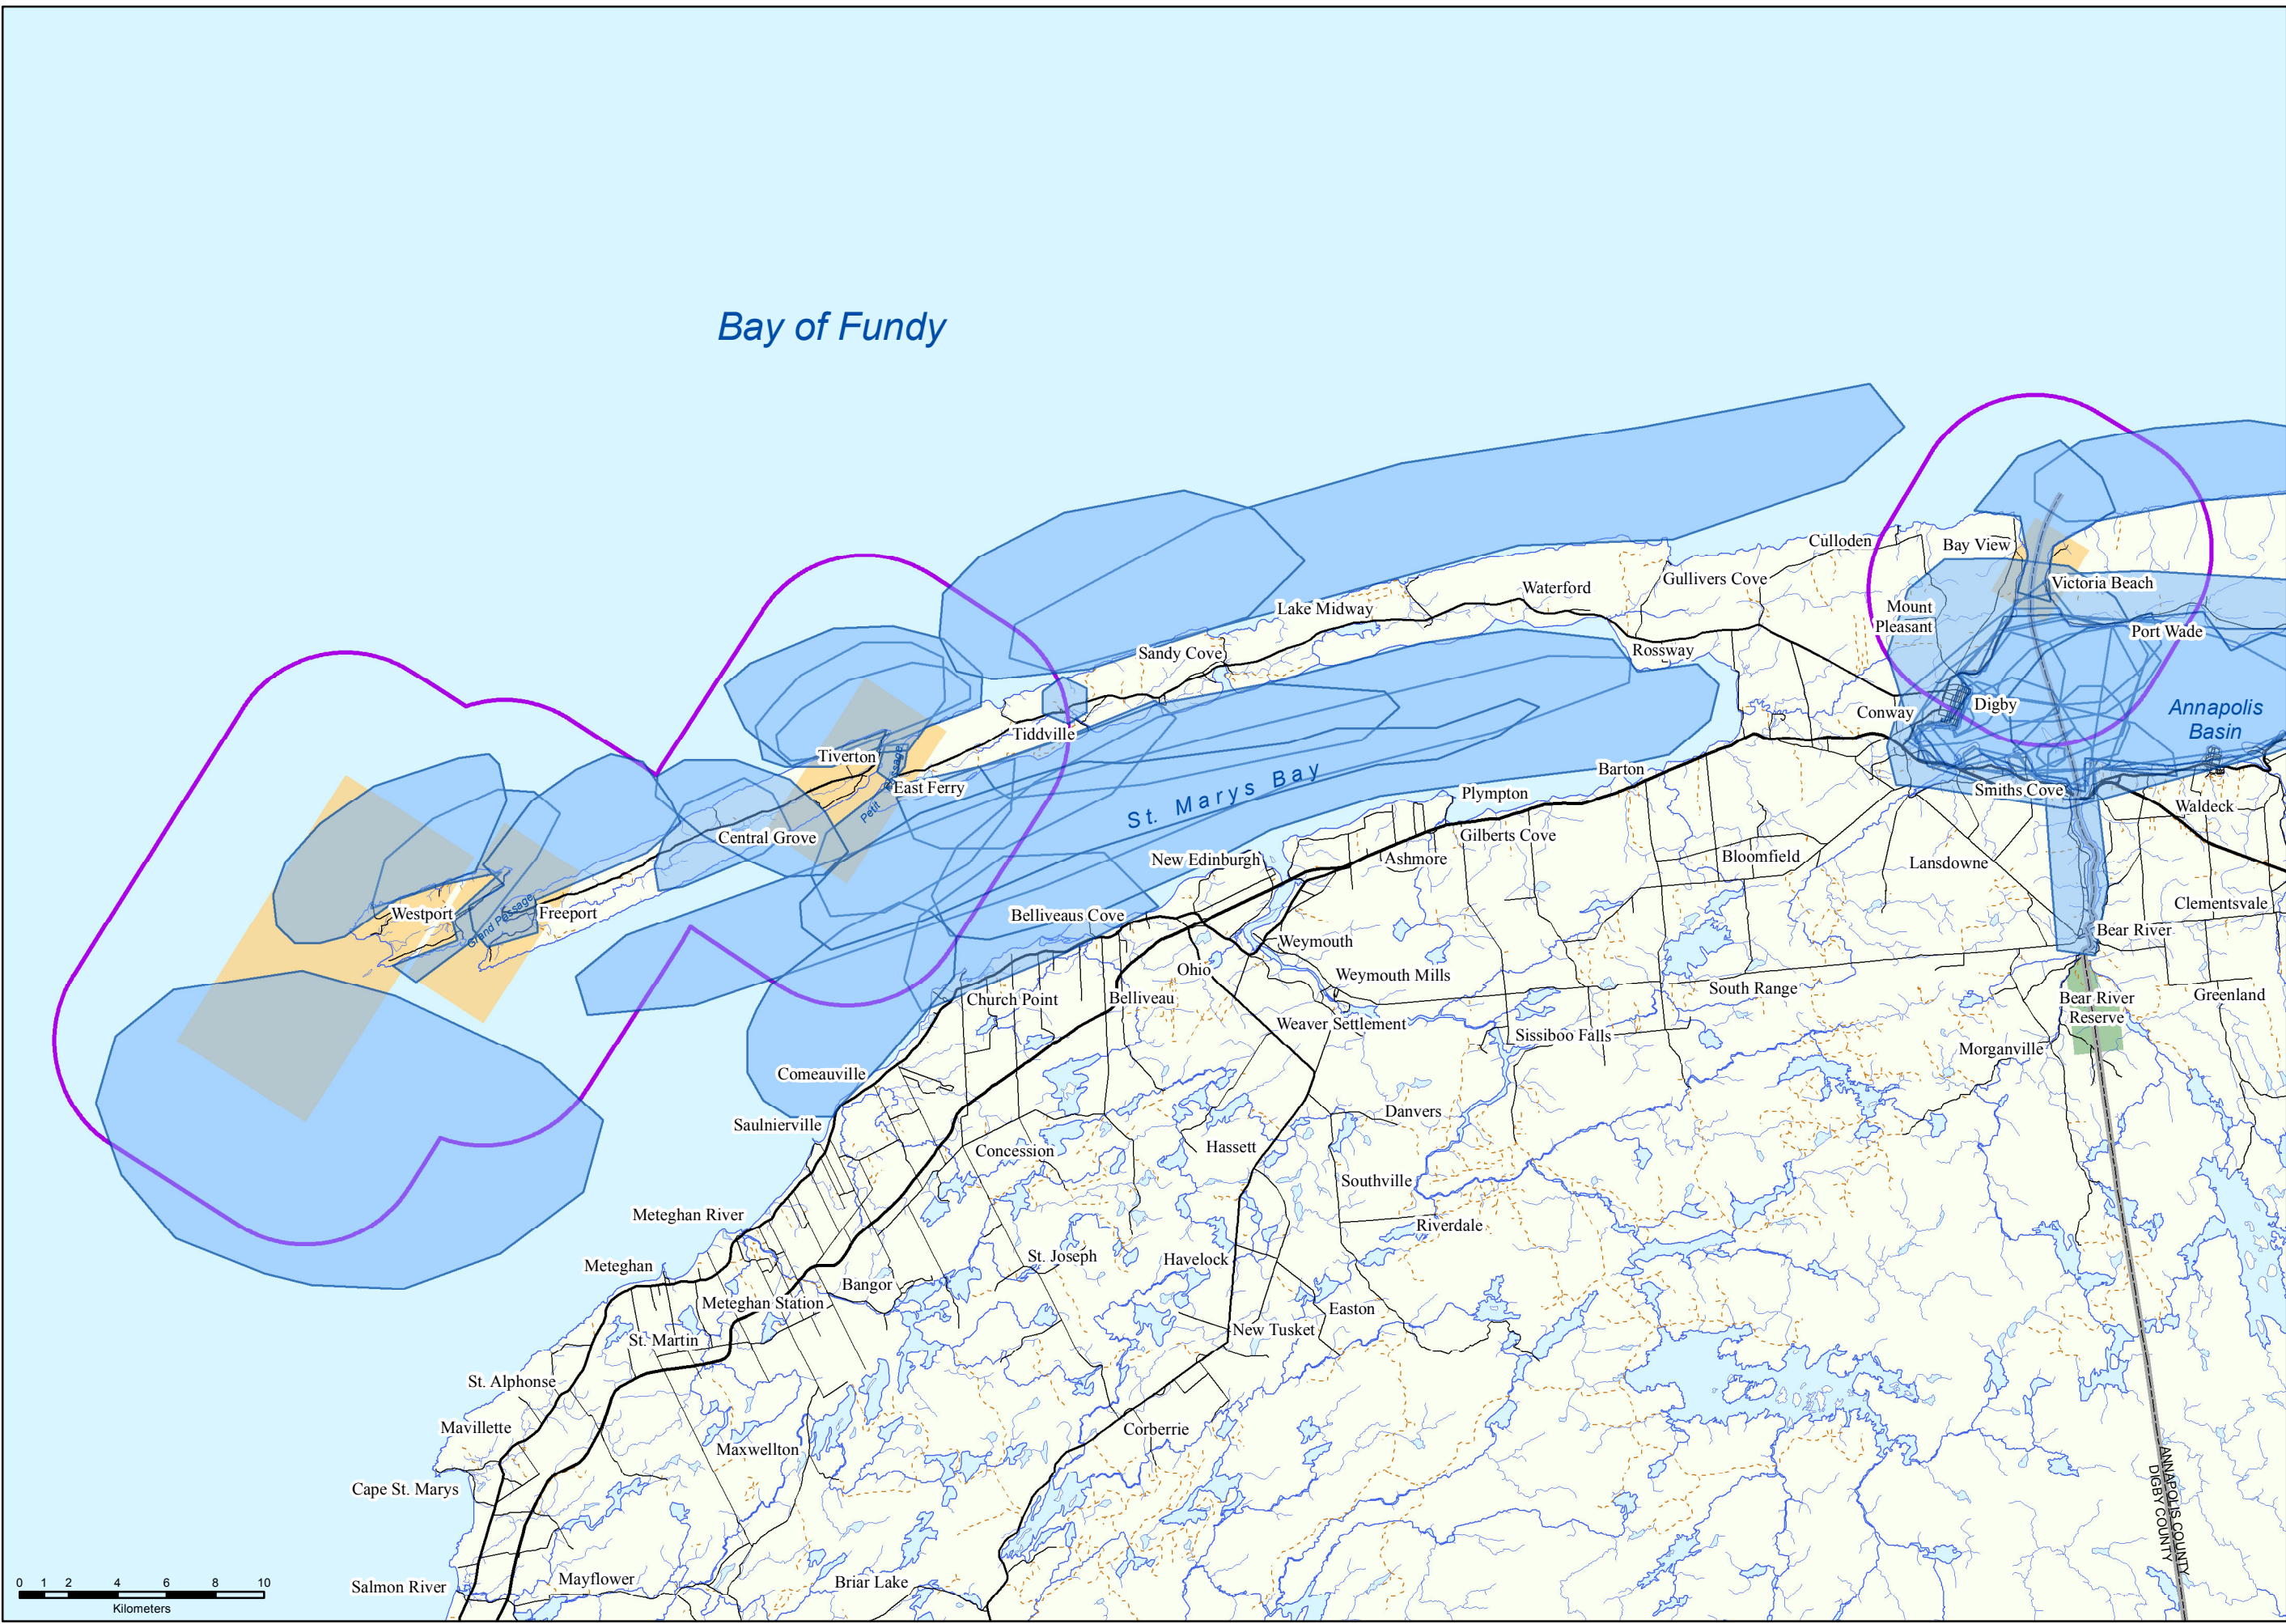 Bay of Fundy
Culloden
Bay View
Victoria Beach
Gullivers Cove
Waterford
Lake Midway
Mount
Pleasant
Port Wade
Rossway
Sandy Cove
Digby
Conway
Annapolis
Basin
Tiddville
Tiverton
Petit Passage
East Ferry
St. Marys Bay
Barton
Plympton
Smiths Cove
Waldeck
Central Grove
Gilberts Cove
New Edinburgh
Ashmore
Bloomfield
Lansdowne
Clementsvale
Westport
Grand Passage
Freeport
Belliveaus Cove
Bear River
Weymouth
Ohio
Weymouth Mills
South Range
Church Point
Belliveau
Bear River
Reserve
Greenland
Weaver Settlement
Sissiboo Falls
Morganville
Comeauville
Danvers
Saulnierville
Concession
Hassett
Southville
Meteghan River
Riverdale
St. Joseph
Havelock
Meteghan
Bangor
Meteghan Station
Easton
St. Martin
New Tusket
St. Alphonse
Mavillette
Corberrie
Maxwellton
Cape St. Marys
ANNAPOLIS COUNTY
DIGBY COUNTY
Salmon River
Mayflower
Briar Lake
0 1 2 4 6 8 10
Kilometers